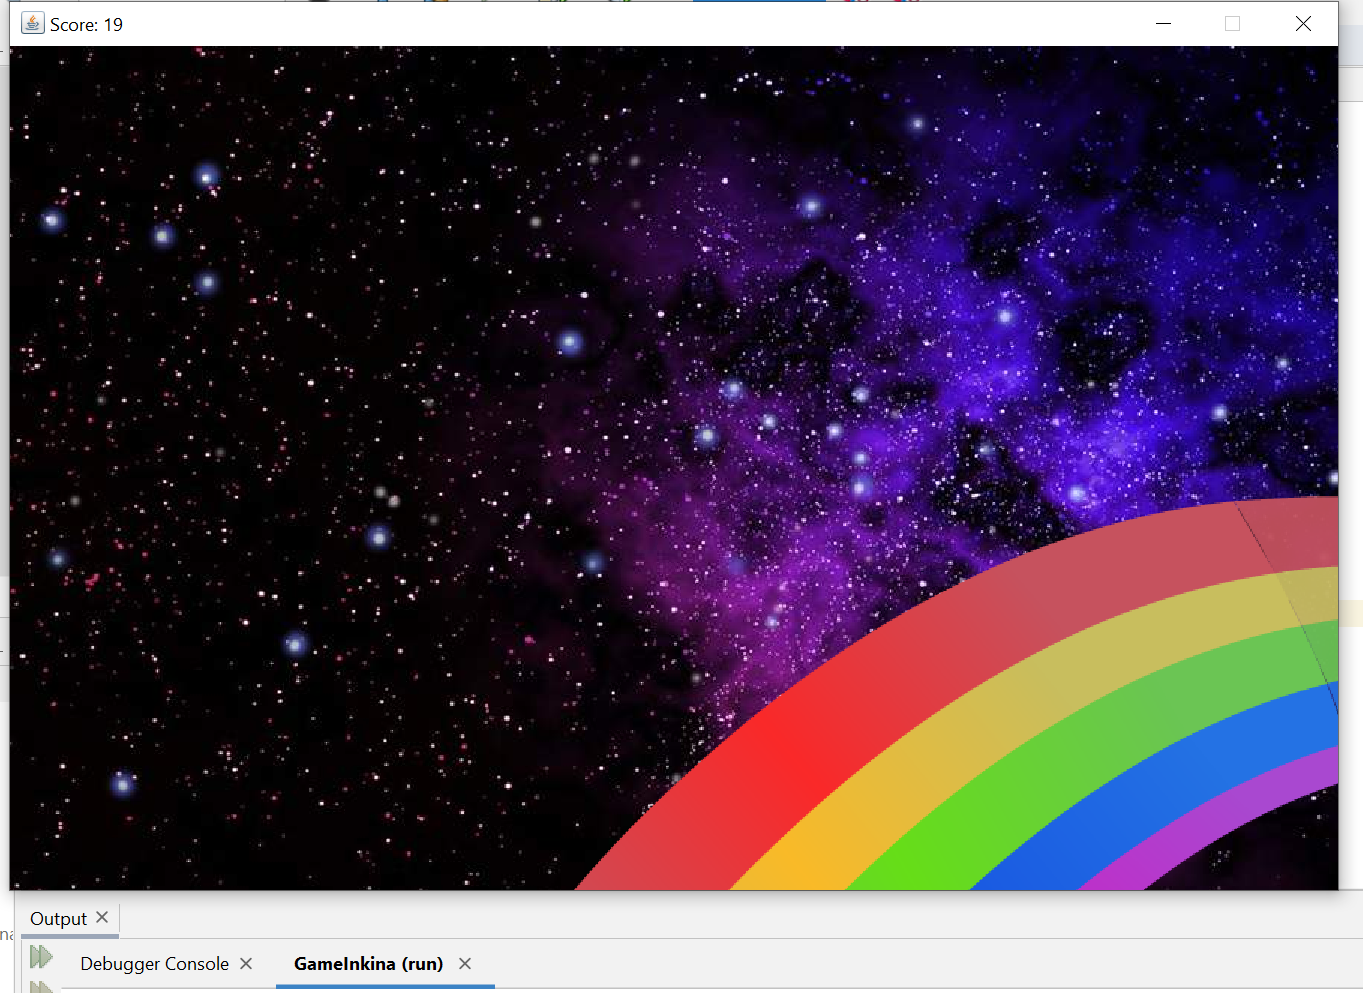 Score: 19
Output
Debugger Console
GameInkina (run)